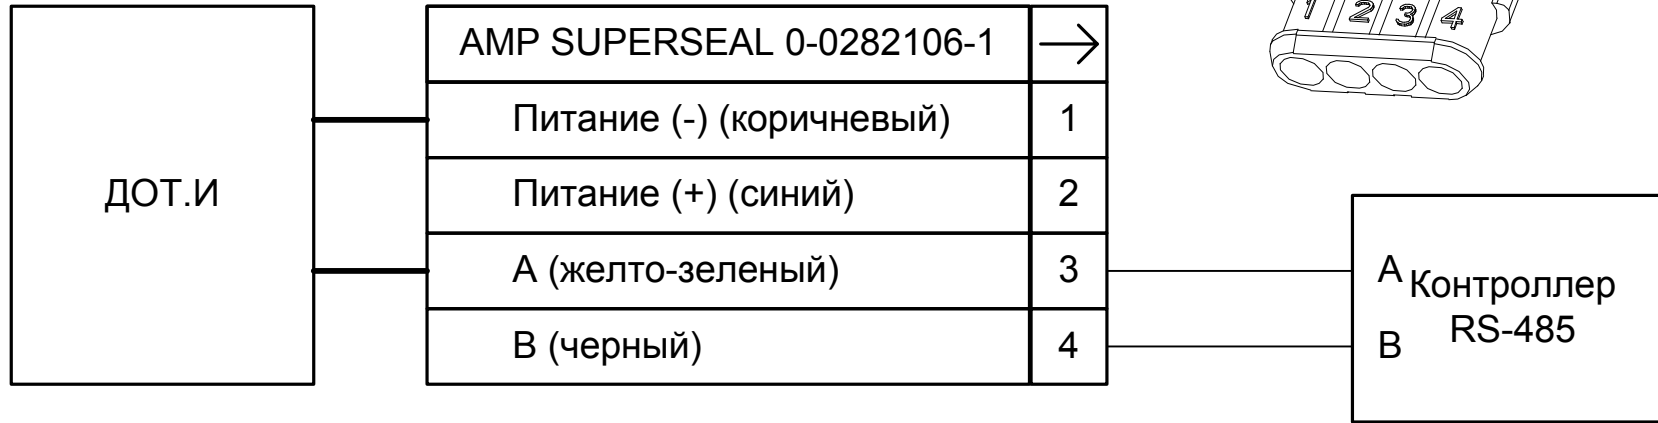 1 2 3 4
AMP SUPERSEAL 0-0282106-1
Питание (-) (коричневый) 1
ДОТ.И
Питание (+) (синий) 2
А (желто-зеленый) 3
В (черный) 4
А
Контроллер
RS-485
В